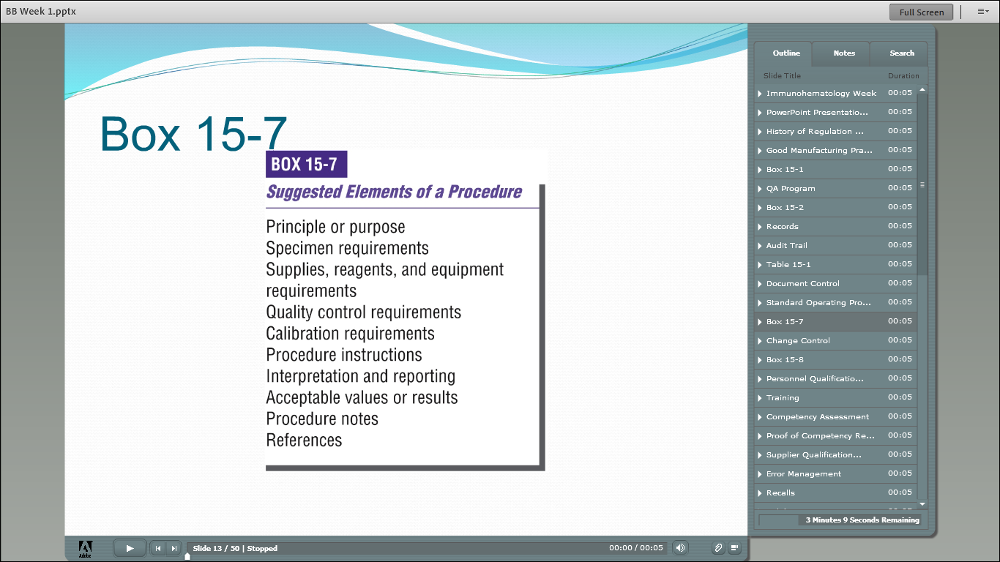 BB Week 1.pptx
Full Screen
Box 15-7
BOX 15-7
Suggested Elements of a Procedure
Principle or purpose
Specimen requirements
Supplies, reagents, and equipment
requirements
Quality control requirements
Calibration requirements
Procedure instructions
Interpretation and reporting
Acceptable values or results
Procedure notes
References
Outline Notes Search
Slide Title Duration
Immunohematology Week 00:05
PowerPoint Presentatio... 00:05
History of Regulation ... 00:05
Good Manufacturing Pra... 00:05
Box 15-1 00:05
QA Program 00:05
Box 15-2 00:05
Records 00:05
Audit Trail 00:05
Table 15-1 00:05
Document Control 00:05
Standard Operating Pro... 00:05
Box 15-7 00:05
Change Control 00:05
Box 15-8 00:05
Personnel Qualificatio... 00:05
Training 00:05
Competency Assessment 00:05
Proof of Competency Re... 00:05
Supplier Qualification... 00:05
Error Management 00:05
Recalls 00:05
3 Minutes 9 Seconds Remaining
Adobe
Slide 13 / 50 | Stopped
00:00 / 00:05